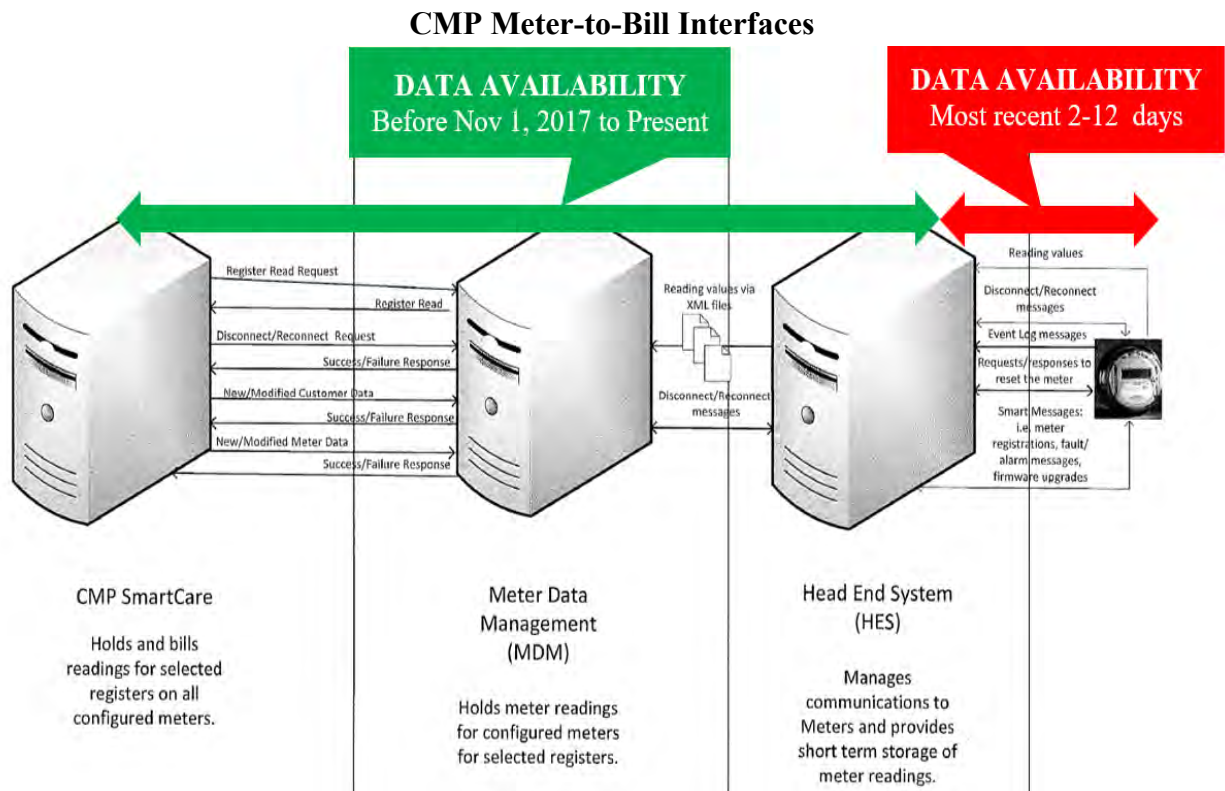 CMP Meter-to-Bill Interfaces
DATA AVAILABILITY
Before Nov 1, 2017 to Present
DATA AVAILABILITY
Most recent 2-12 days
Register Read Request
Register Read
Disconnect/Reconnect Request
Success/Failure Response
New/Modified Customer Data
Success/Failure Response
New/Modified Meter Data
Success/Failure Response
Reading values via
XML files
Disconnect/Reconnect
messages
Reading values
Disconnect/Reconnect
messages
Event Log messages
Requests/responses to
reset the meter
Smart Messages:
i.e. meter
registrations, fault/
alarm messages,
firmware upgrades
CMP SmartCare
Holds and bills
readings for selected
registers on all
configured meters.
Meter Data
Management
(MDM)
Holds meter readings
for configured meters
for selected registers.
Head End System
(HES)
Manages
communications to
Meters and provides
short term storage of
meter readings.